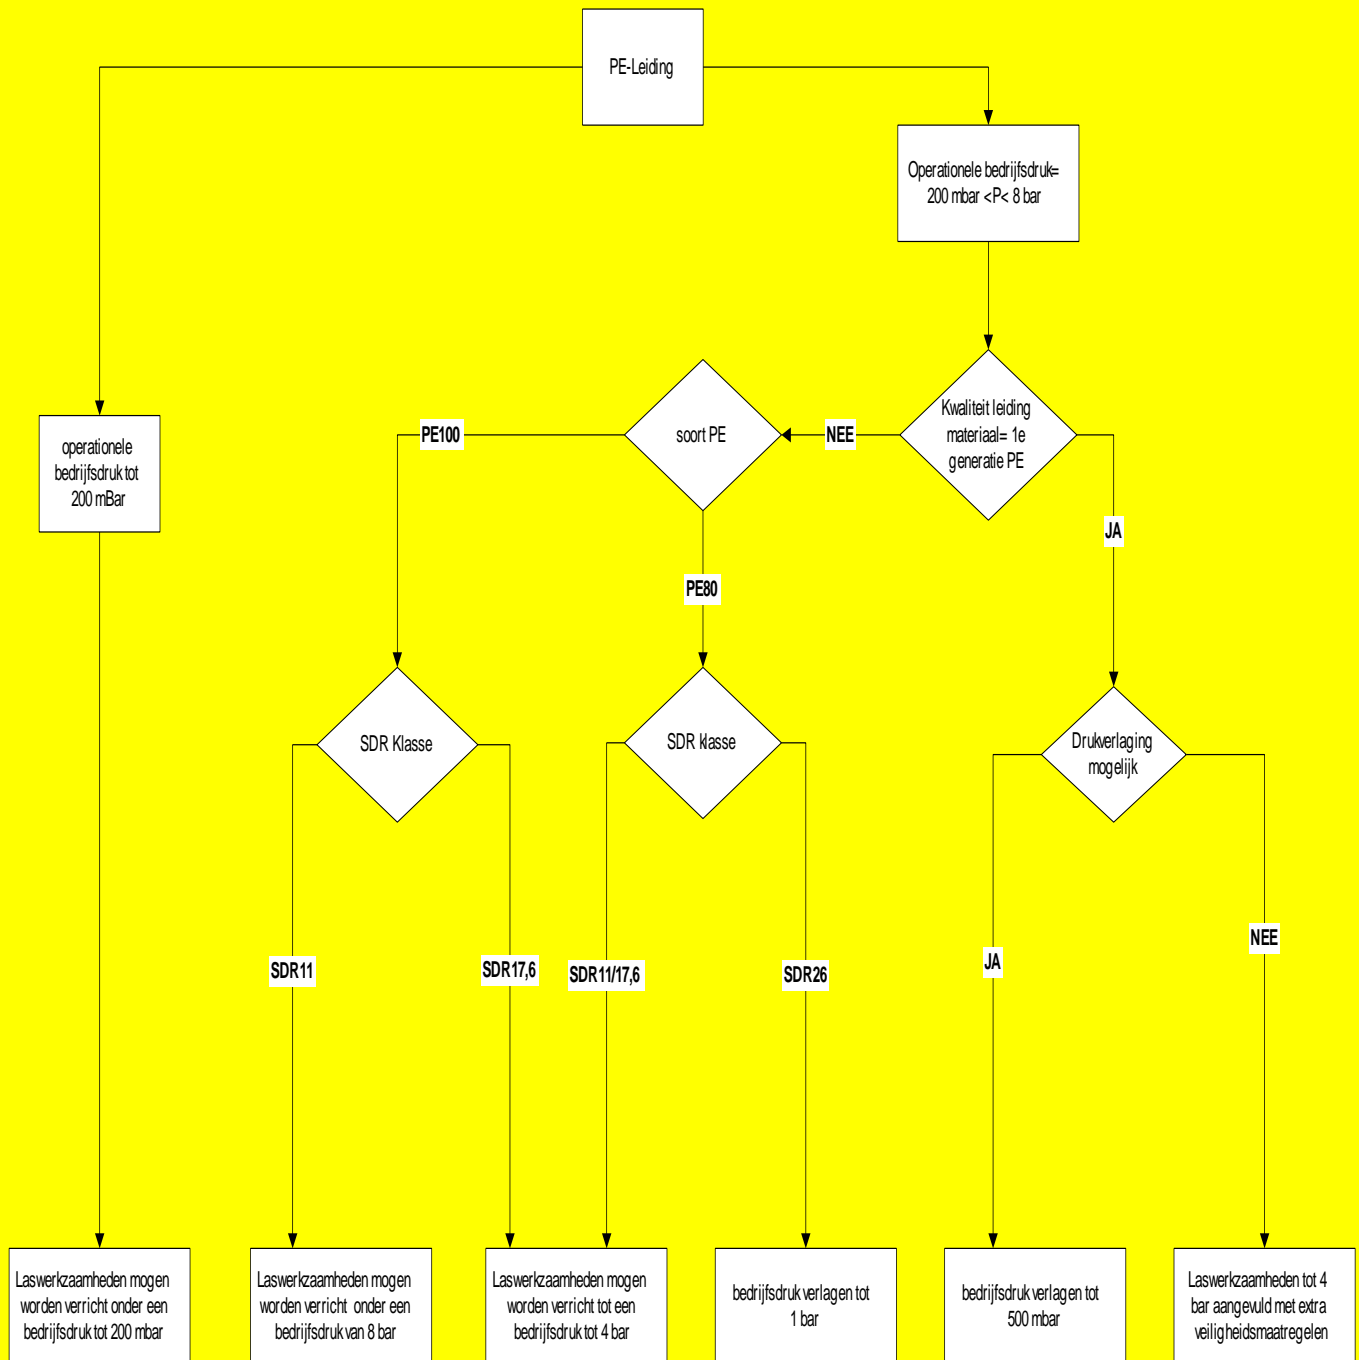 PE-Leiding
Operationele bedrijfsdruk=
200 mbar <P< 8 bar
Kwaliteit leiding
materiaal= 1e
generatie PE
soort PE
NEE
PE100
operationele
bedrijfsdruk tot
200 mBar
JA
PE80
SDR Klasse
SDR klasse
Drukverlaging
mogelijk
SDR11
SDR17,6
SDR11/17,6
SDR26
JA
NEE
Laswerkzaamheden mogen
worden verricht onder een
bedrijfsdruk tot 200 mbar
Laswerkzaamheden mogen
worden verricht onder een
bedrijfsdruk van 8 bar
Laswerkzaamheden mogen
worden verricht tot een
bedrijfsdruk tot 4 bar
bedrijfsdruk verlagen tot
1 bar
bedrijfsdruk verlagen tot
500 mbar
Laswerkzaamheden tot 4
bar aangevuld met extra
veiligheidsmaatregelen